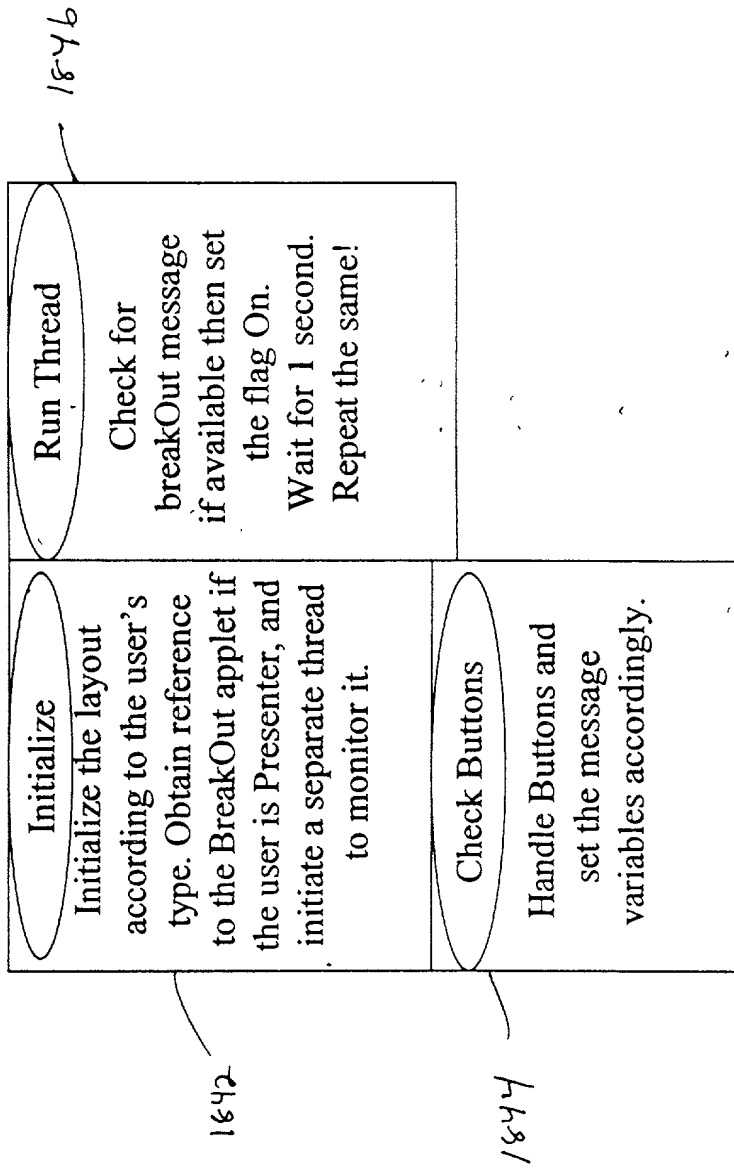 Initialize
Initialize the layout
according to the user's
type. Obtain reference
to the BreakOut applet if
the user is Presenter, and
initiate a separate thread
to monitor it.
1842
Run Thread
Check for
breakOut message
if available then set
the flag On.
Wait for 1 second.
Repeat the same!
1846
Check Buttons
Handle Buttons and
set the message
variables accordingly.
1844